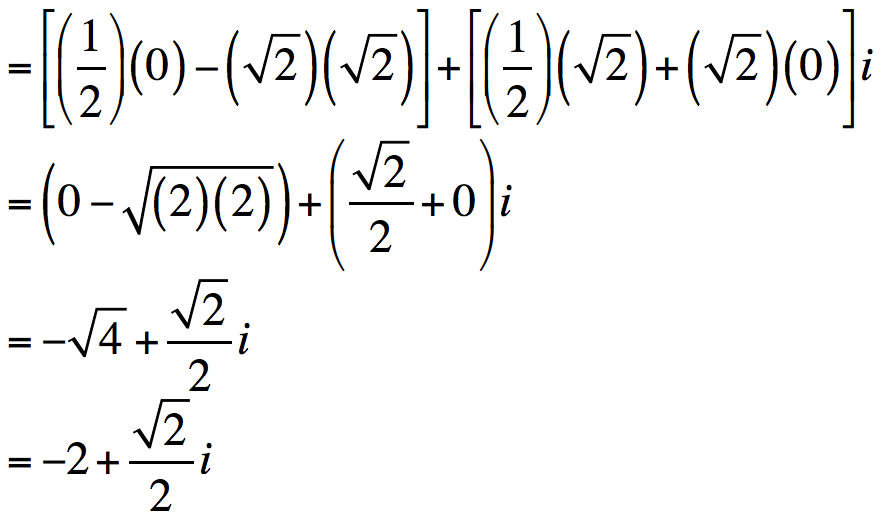 = [(1/2)(0) − (√2)(√2)] + [(1/2)(√2) + (√2)(0)]i
= (0 − √(2)(2)) + (√2/2 + 0)i
= −√4 + √2/2 i
= −2 + √2/2 i